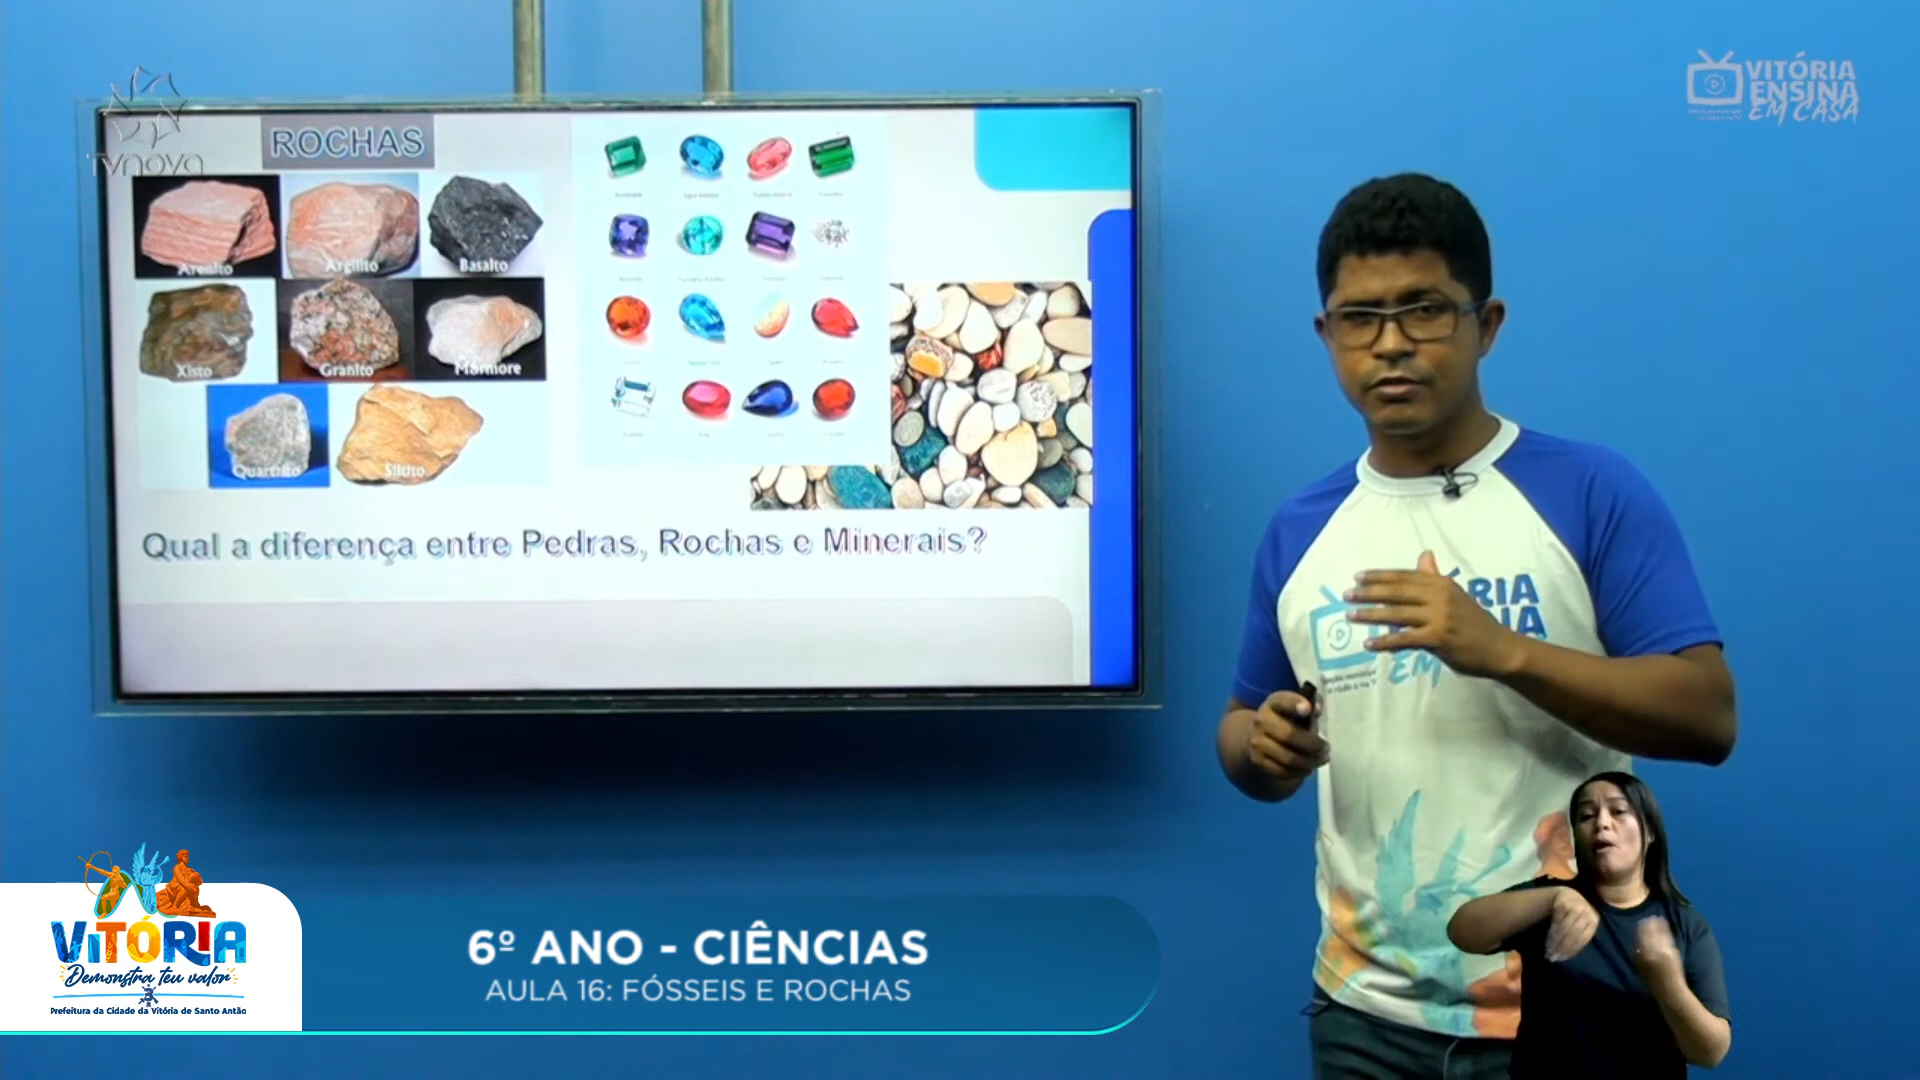 TVnova
VITÓRIA
ENSINA
EM CASA
ROCHAS
Arenito
Argilito
Basalto
Xisto
Granito
Mármore
Quartzito
Siltito
Qual a diferença entre Pedras, Rochas e Minerais?
EM
VITÓRIA
Demonstra teu valor
Prefeitura da Cidade da Vitória de Santo Antão
6º ANO - CIÊNCIAS
AULA 16: FÓSSEIS E ROCHAS